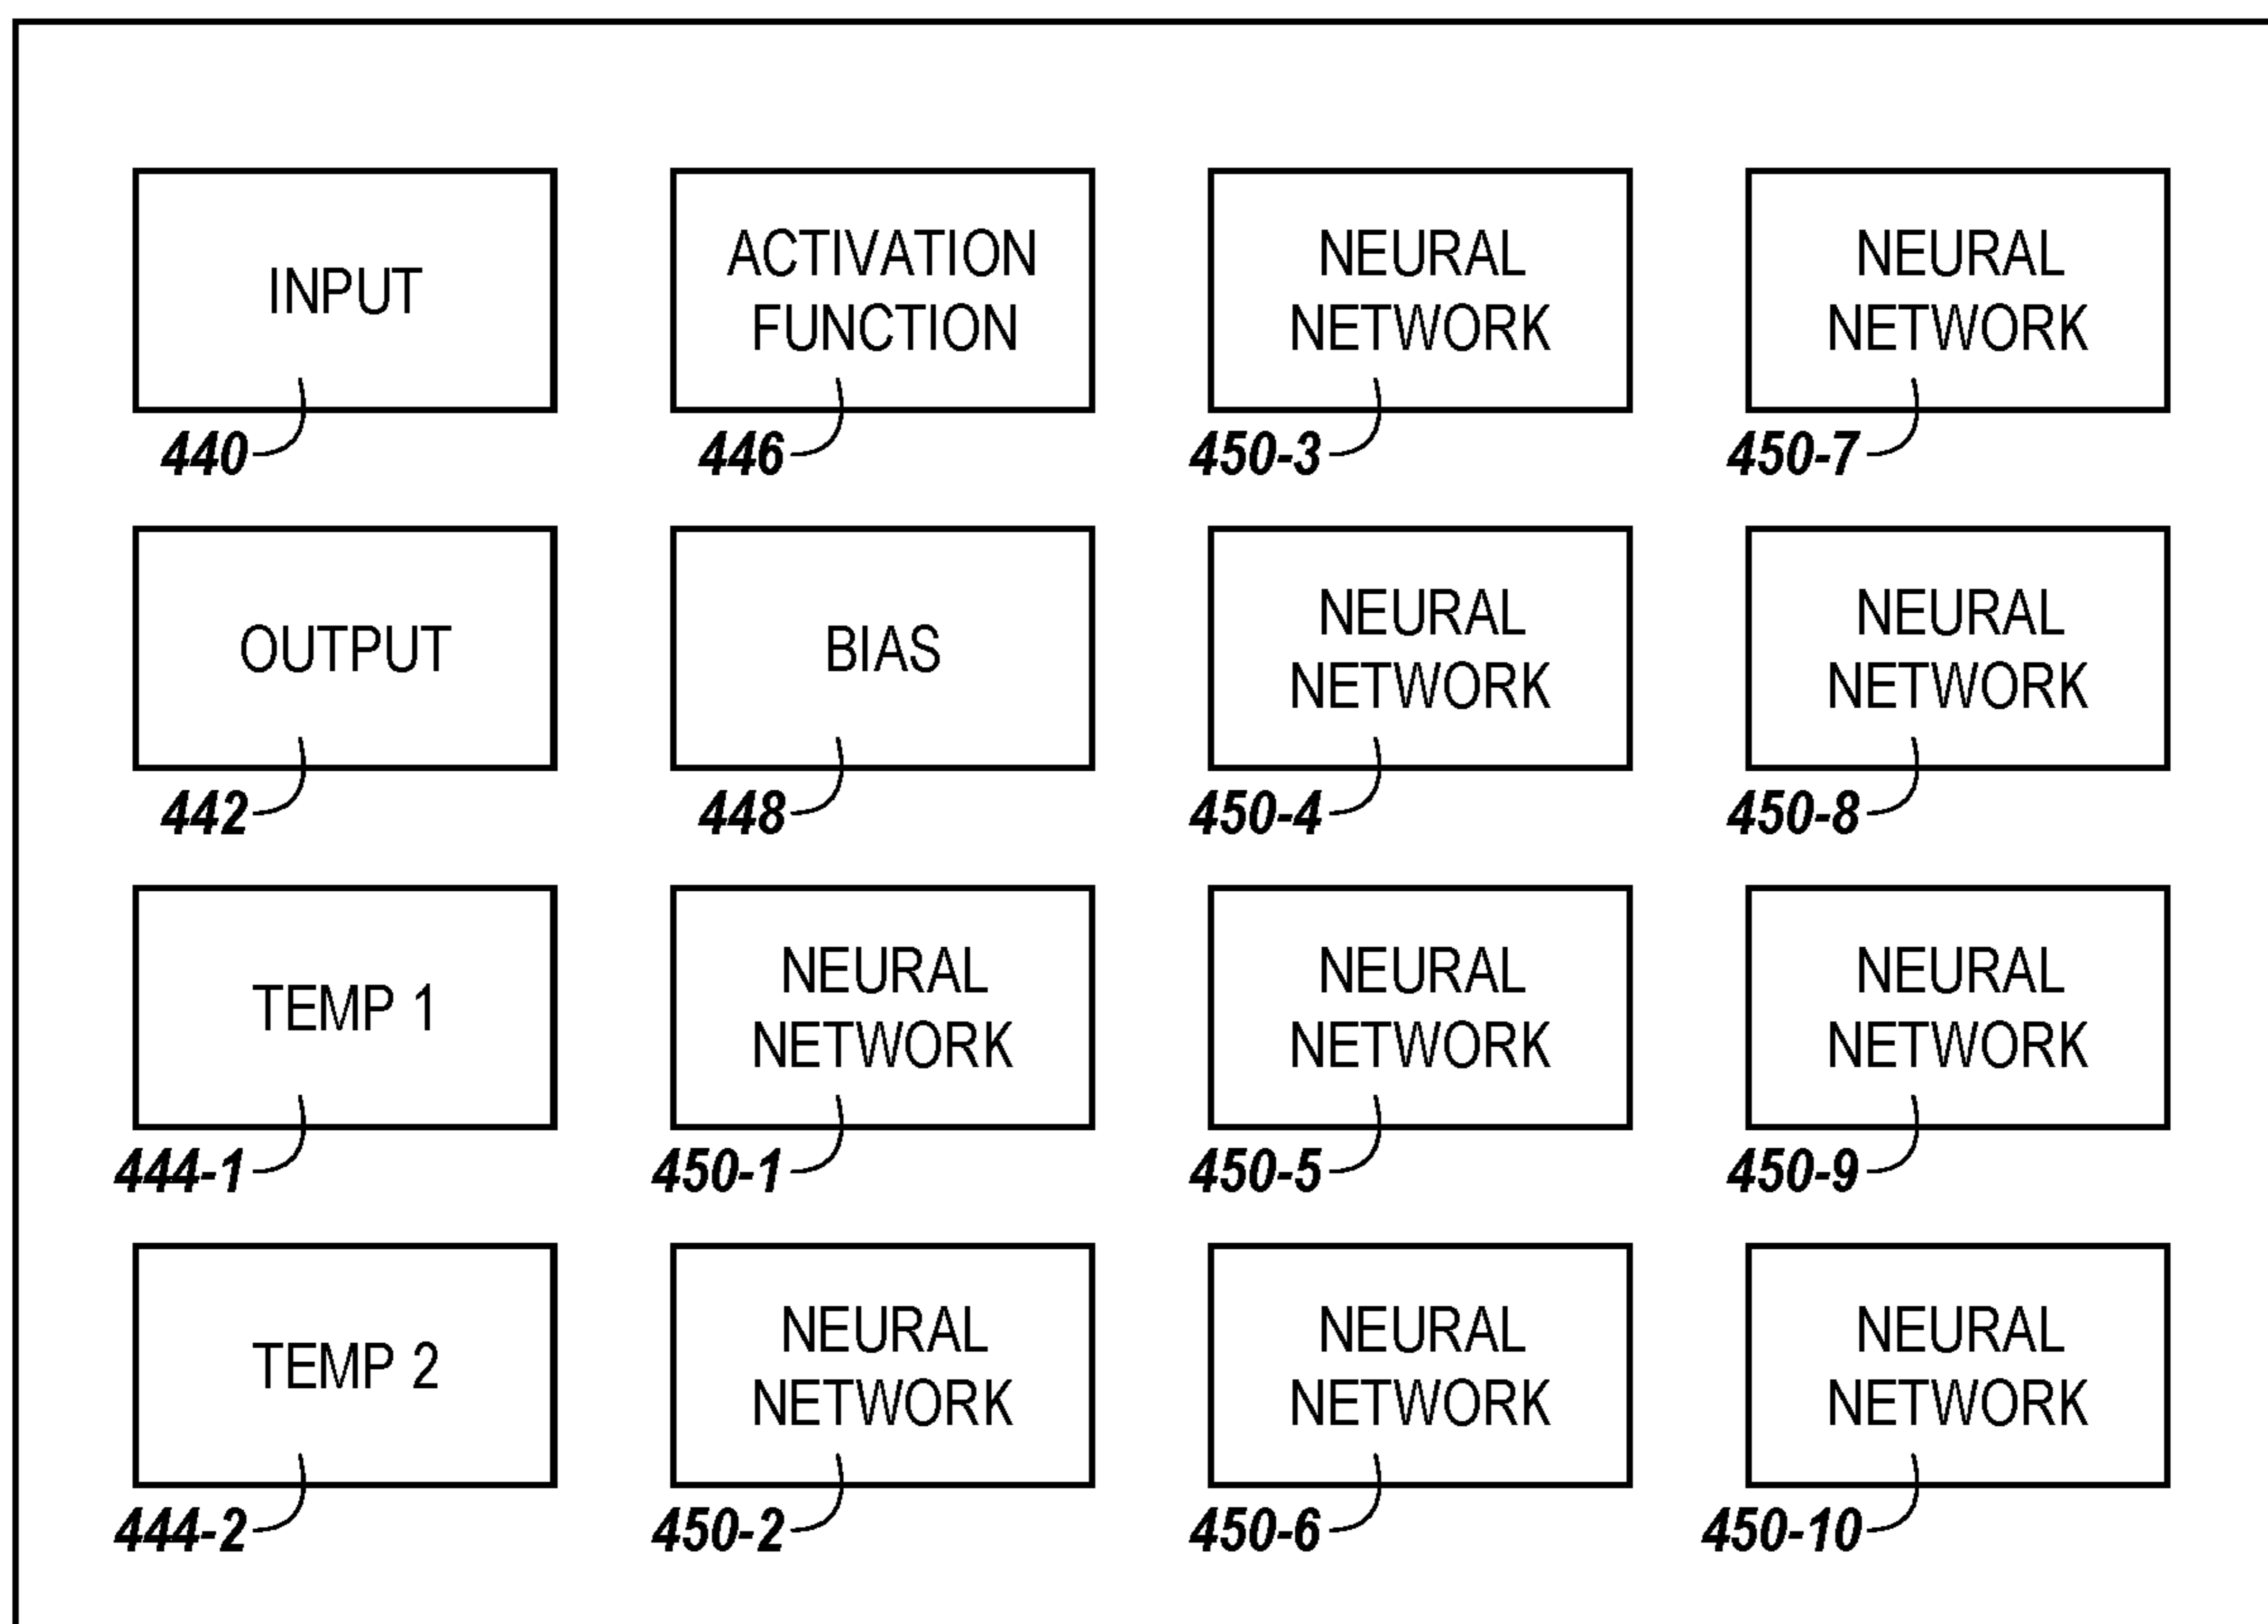 INPUT
440
ACTIVATION
FUNCTION
446
NEURAL
NETWORK
450-3
NEURAL
NETWORK
450-7
OUTPUT
442
BIAS
448
NEURAL
NETWORK
450-4
NEURAL
NETWORK
450-8
TEMP 1
444-1
NEURAL
NETWORK
450-1
NEURAL
NETWORK
450-5
NEURAL
NETWORK
450-9
TEMP 2
444-2
NEURAL
NETWORK
450-2
NEURAL
NETWORK
450-6
NEURAL
NETWORK
450-10